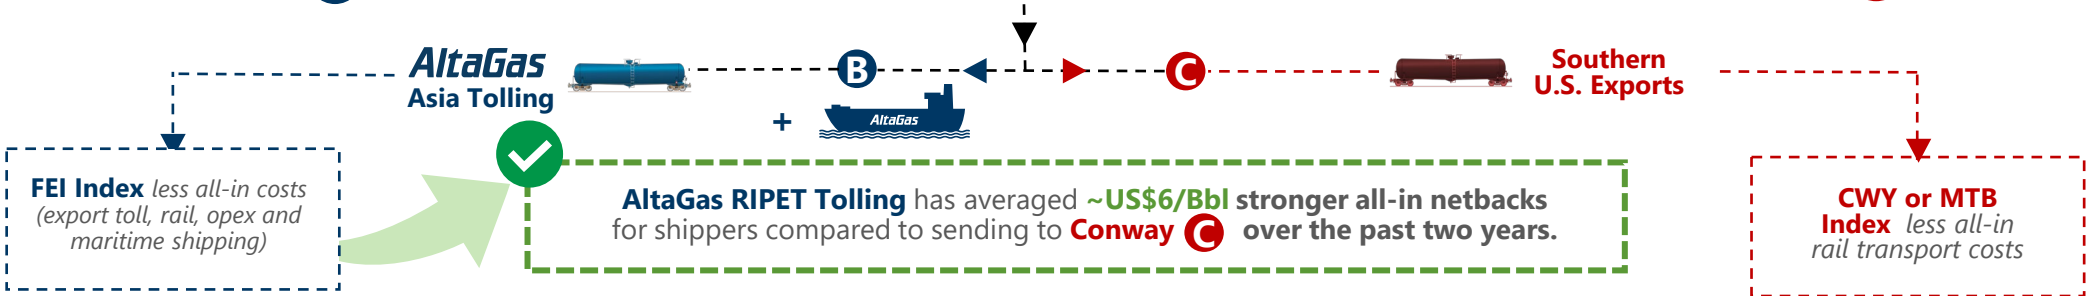 AltaGas
Asia Tolling
B
C
Southern
U.S. Exports
+
AltaGas
FEI Index less all-in costs
(export toll, rail, opex and
maritime shipping)
AltaGas RIPET Tolling has averaged ~US$6/Bbl stronger all-in netbacks
for shippers compared to sending to Conway C over the past two years.
CWY or MTB
Index less all-in
rail transport costs